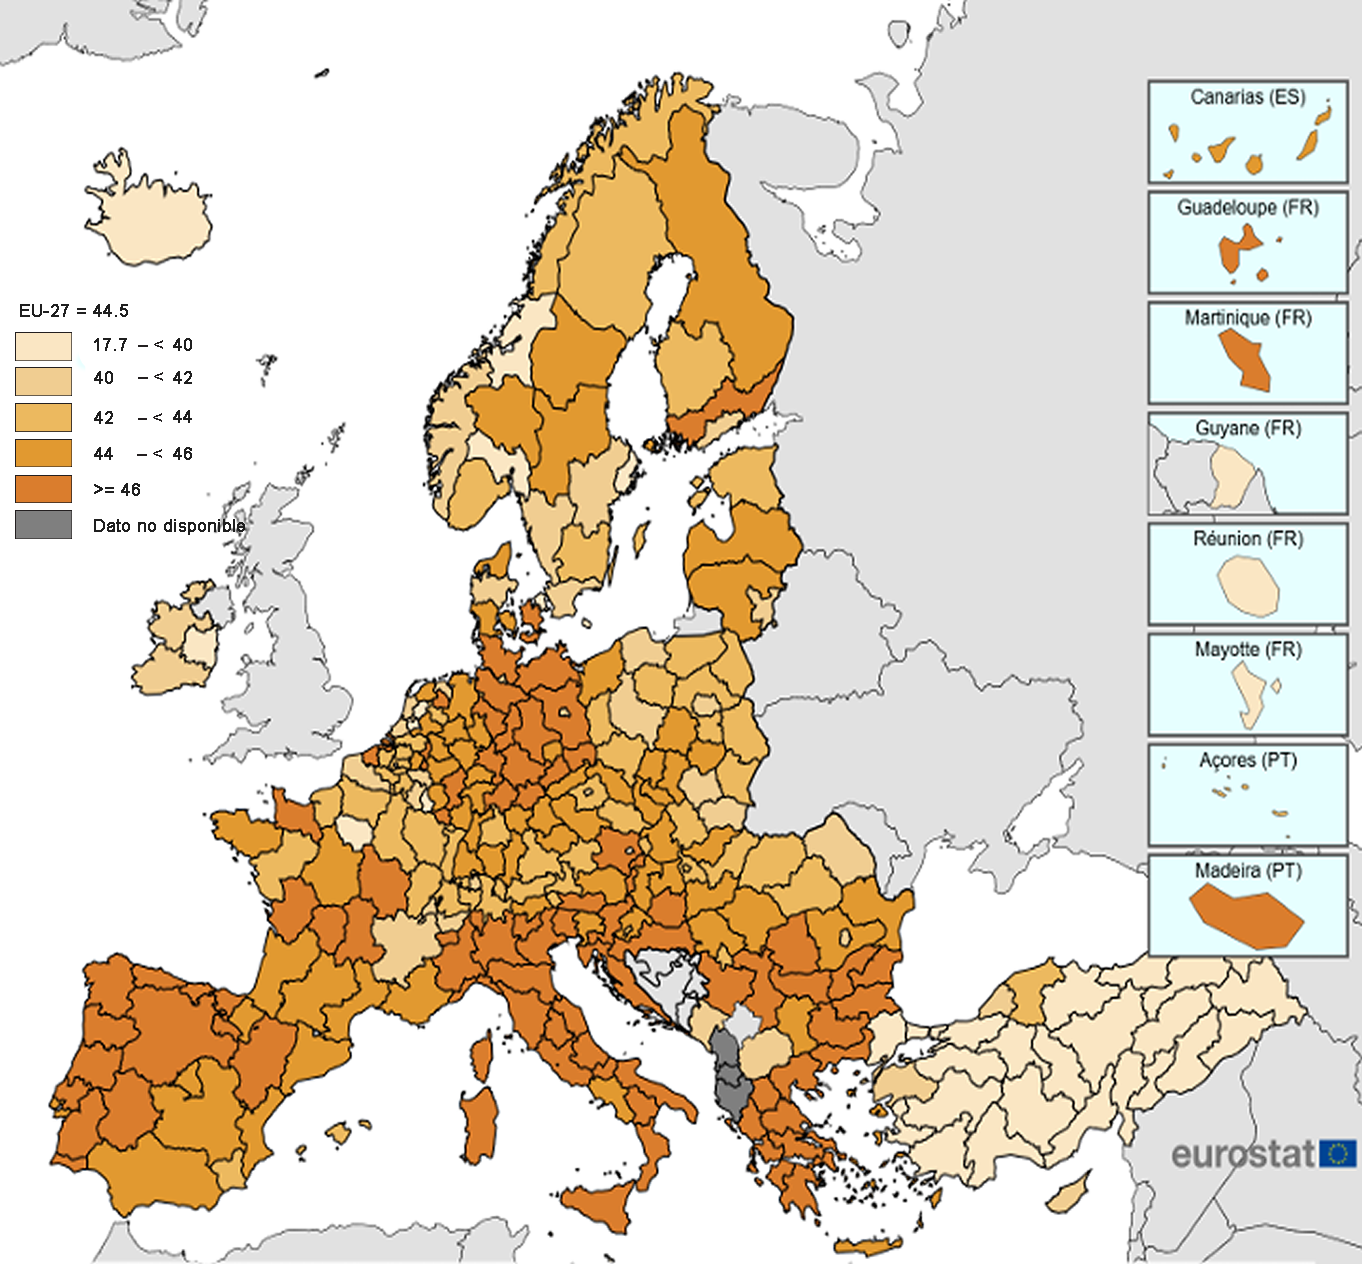 EU-27 = 44.5
17.7 – < 40
40 – < 42
42 – < 44
44 – < 46
>= 46
Dato no disponible
Canarias (ES)
Guadeloupe (FR)
Martinique (FR)
Guyane (FR)
Réunion (FR)
Mayotte (FR)
Açores (PT)
Madeira (PT)
eurostat